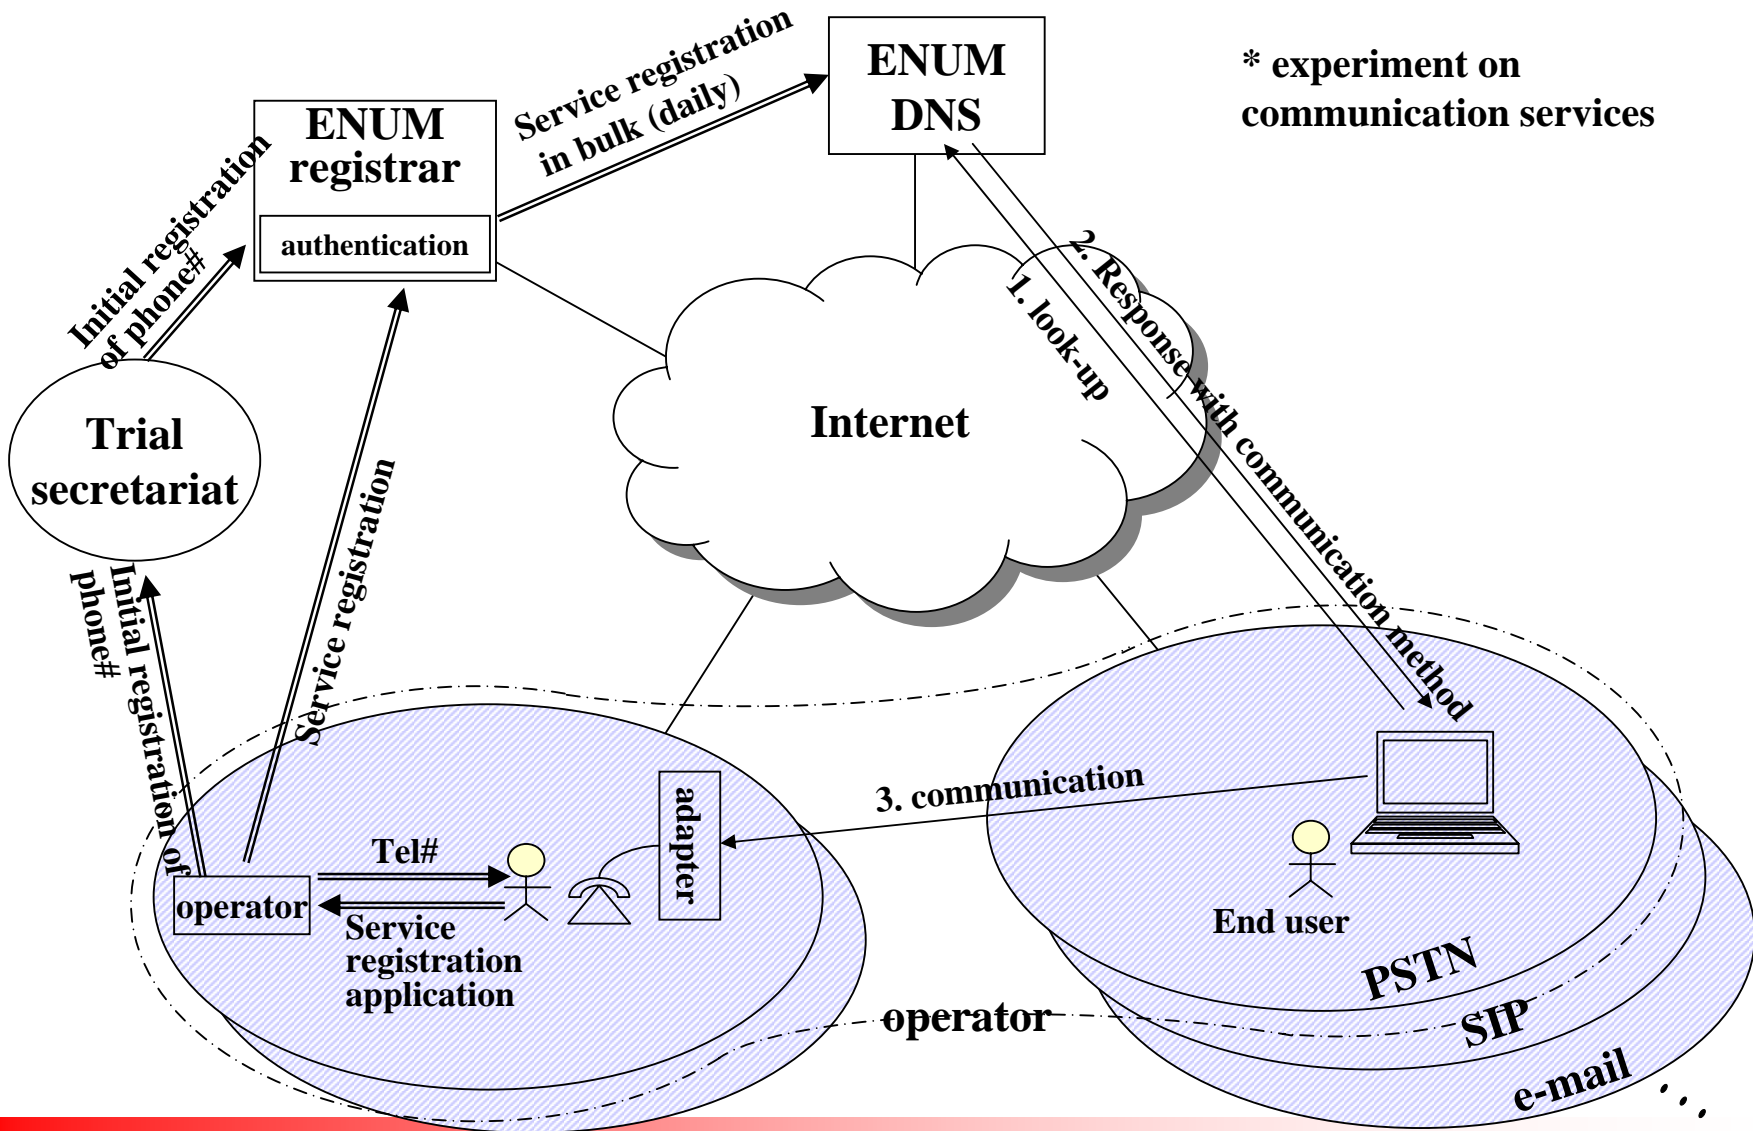 ENUM
DNS
* experiment on
communication services
Service registration
in bulk (daily)
ENUM
registrar
authentication
Initial registration
of phone#
Trial
secretariat
Internet
1. look-up
2. Response with communication method
Service registration
Initial registration of
phone#
3. communication
adapter
Tel#
operator
Service
registration
application
End user
PSTN
SIP
e-mail
...
operator